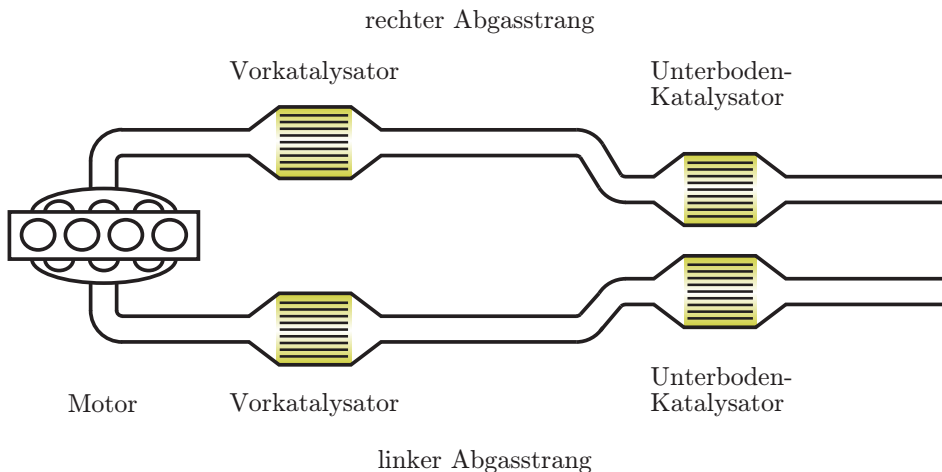 rechter Abgasstrang
Vorkatalysator
Unterboden-
Katalysator
Motor
Vorkatalysator
Unterboden-
Katalysator
linker Abgasstrang